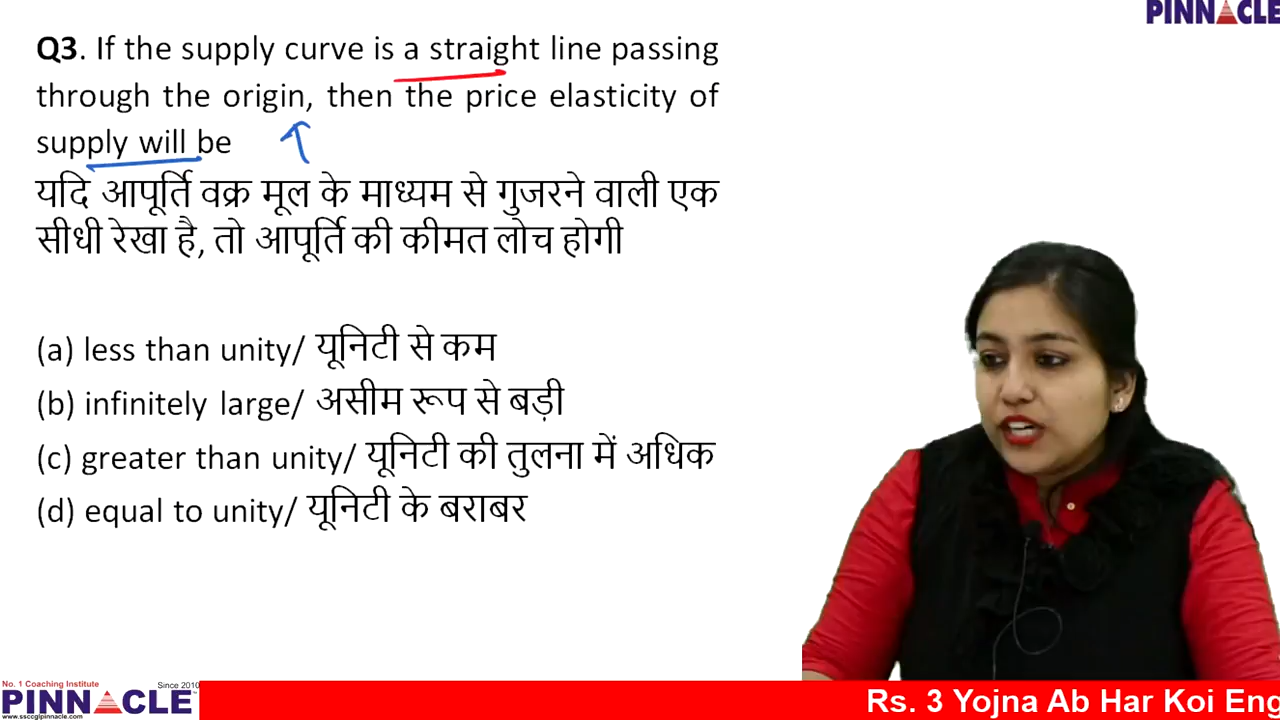 PINNACLE
Q3. If the supply curve is a straight line passing
through the origin, then the price elasticity of
supply will be
यदि आपूर्ति वक्र मूल के माध्यम से गुजरने वाली एक
सीधी रेखा है, तो आपूर्ति की कीमत लोच होगी
(a) less than unity/ यूनिटी से कम
(b) infinitely large/ असीम रूप से बड़ी
(c) greater than unity/ यूनिटी की तुलना में अधिक
(d) equal to unity/ यूनिटी के बराबर
No. 1 Coaching Institute Since 2010
PINNACLE
www.ssccglpinnacle.com
Rs. 3 Yojna Ab Har Koi Eng